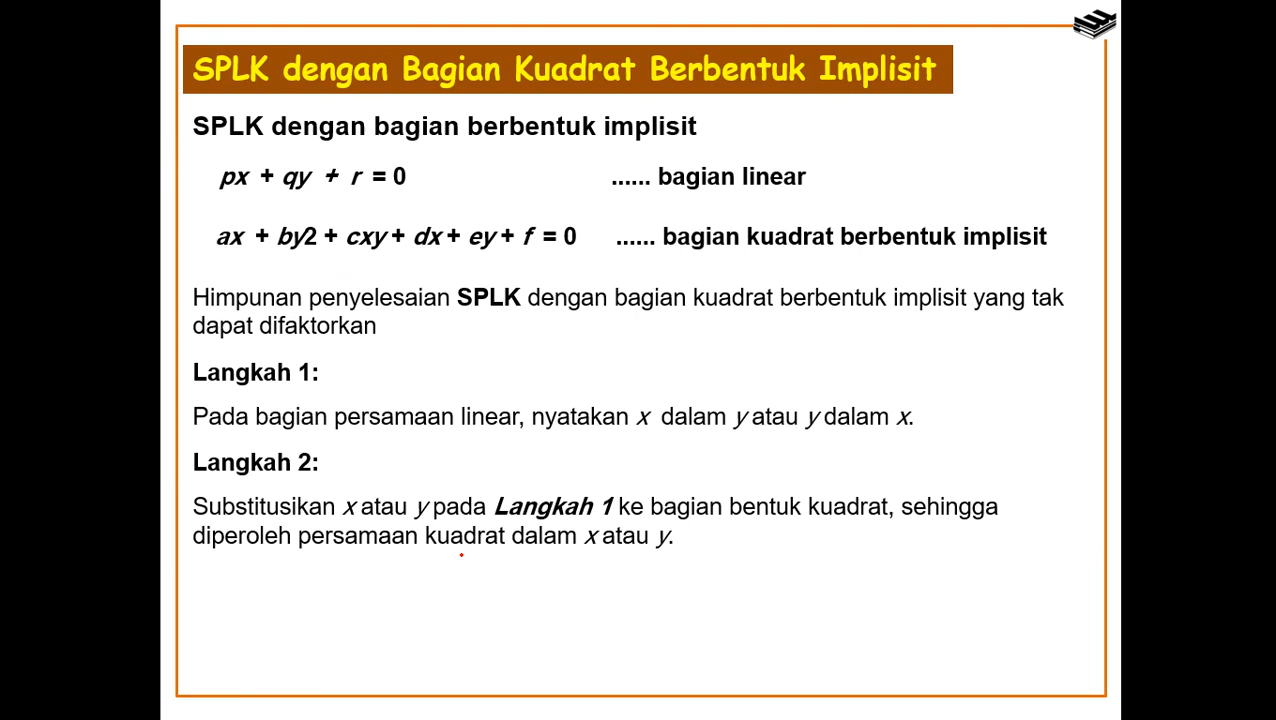 SPLK dengan Bagian Kuadrat Berbentuk Implisit
SPLK dengan bagian berbentuk implisit
px + qy + r = 0 ...... bagian linear
ax + by2 + cxy + dx + ey + f = 0 ...... bagian kuadrat berbentuk implisit
Himpunan penyelesaian SPLK dengan bagian kuadrat berbentuk implisit yang tak
dapat difaktorkan
Langkah 1:
Pada bagian persamaan linear, nyatakan x dalam y atau y dalam x.
Langkah 2:
Substitusikan x atau y pada Langkah 1 ke bagian bentuk kuadrat, sehingga
diperoleh persamaan kuadrat dalam x atau y.